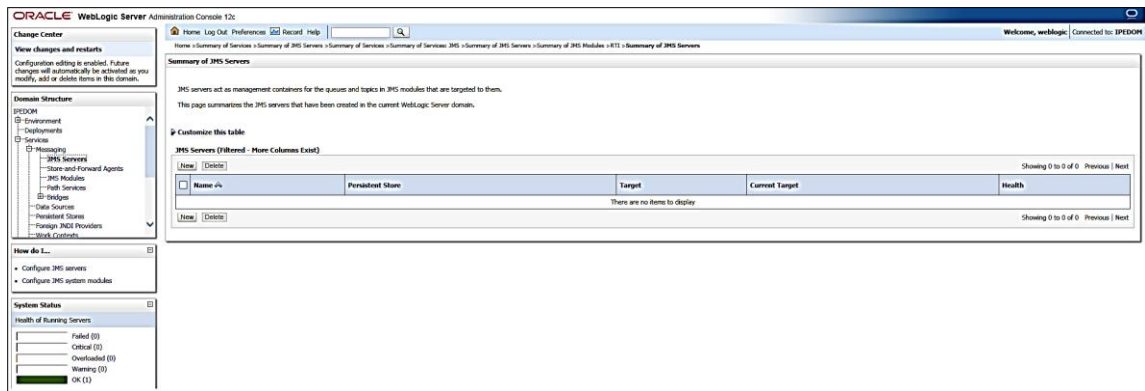 ORACLE WebLogic Server Administration Console 12c
Change Center
View changes and restarts
Configuration editing is enabled. Future
changes will automatically be activated as you
modify, add or delete items in this domain.
Domain Structure
IPEDOM
Environment
Deployments
Services
Messaging
JMS Servers
Store-and-Forward Agents
JMS Modules
Path Services
Bridges
Data Sources
Persistent Stores
Foreign JNDI Providers
Work Contexts
How do I...
Configure JMS servers
Configure JMS system modules
System Status
Health of Running Servers
Failed (0)
Critical (0)
Overloaded (0)
Warning (0)
OK (1)
Home Log Out Preferences Record Help
Welcome, weblogic Connected to: IPEDOM
Home >Summary of Services >Summary of JMS Servers >Summary of Services >Summary of Services: JMS >Summary of JMS Servers >Summary of JMS Modules >RTI >Summary of JMS Servers
Summary of JMS Servers
JMS servers act as management containers for the queues and topics in JMS modules that are targeted to them.
This page summarizes the JMS servers that have been created in the current WebLogic Server domain.
Customize this table
JMS Servers (Filtered - More Columns Exist)
New Delete Showing 0 to 0 of 0 Previous | Next
Name Persistent Store Target Current Target Health
There are no items to display
New Delete Showing 0 to 0 of 0 Previous | Next